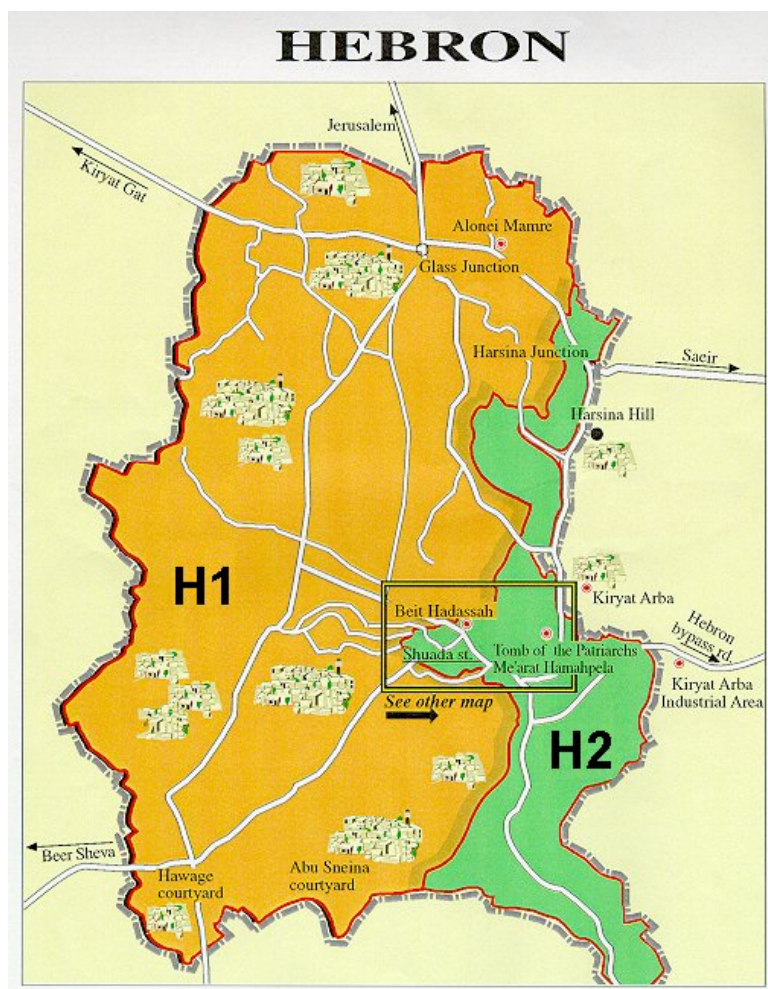 HEBRON
Jerusalem
Kiryat Gat
Alonei Mamre
Glass Junction
Harsina Junction
Saeir
Harsina Hill
H1
Kiryat Arba
Beit Hadassah
Hebron
bypass rd.
Shuada st.
Tomb of the Patriarchs
Me'arat Hamahpela
Kiryat Arba
Industrial Area
See other map
H2
Beer Sheva
Hawage
courtyard
Abu Sneina
courtyard